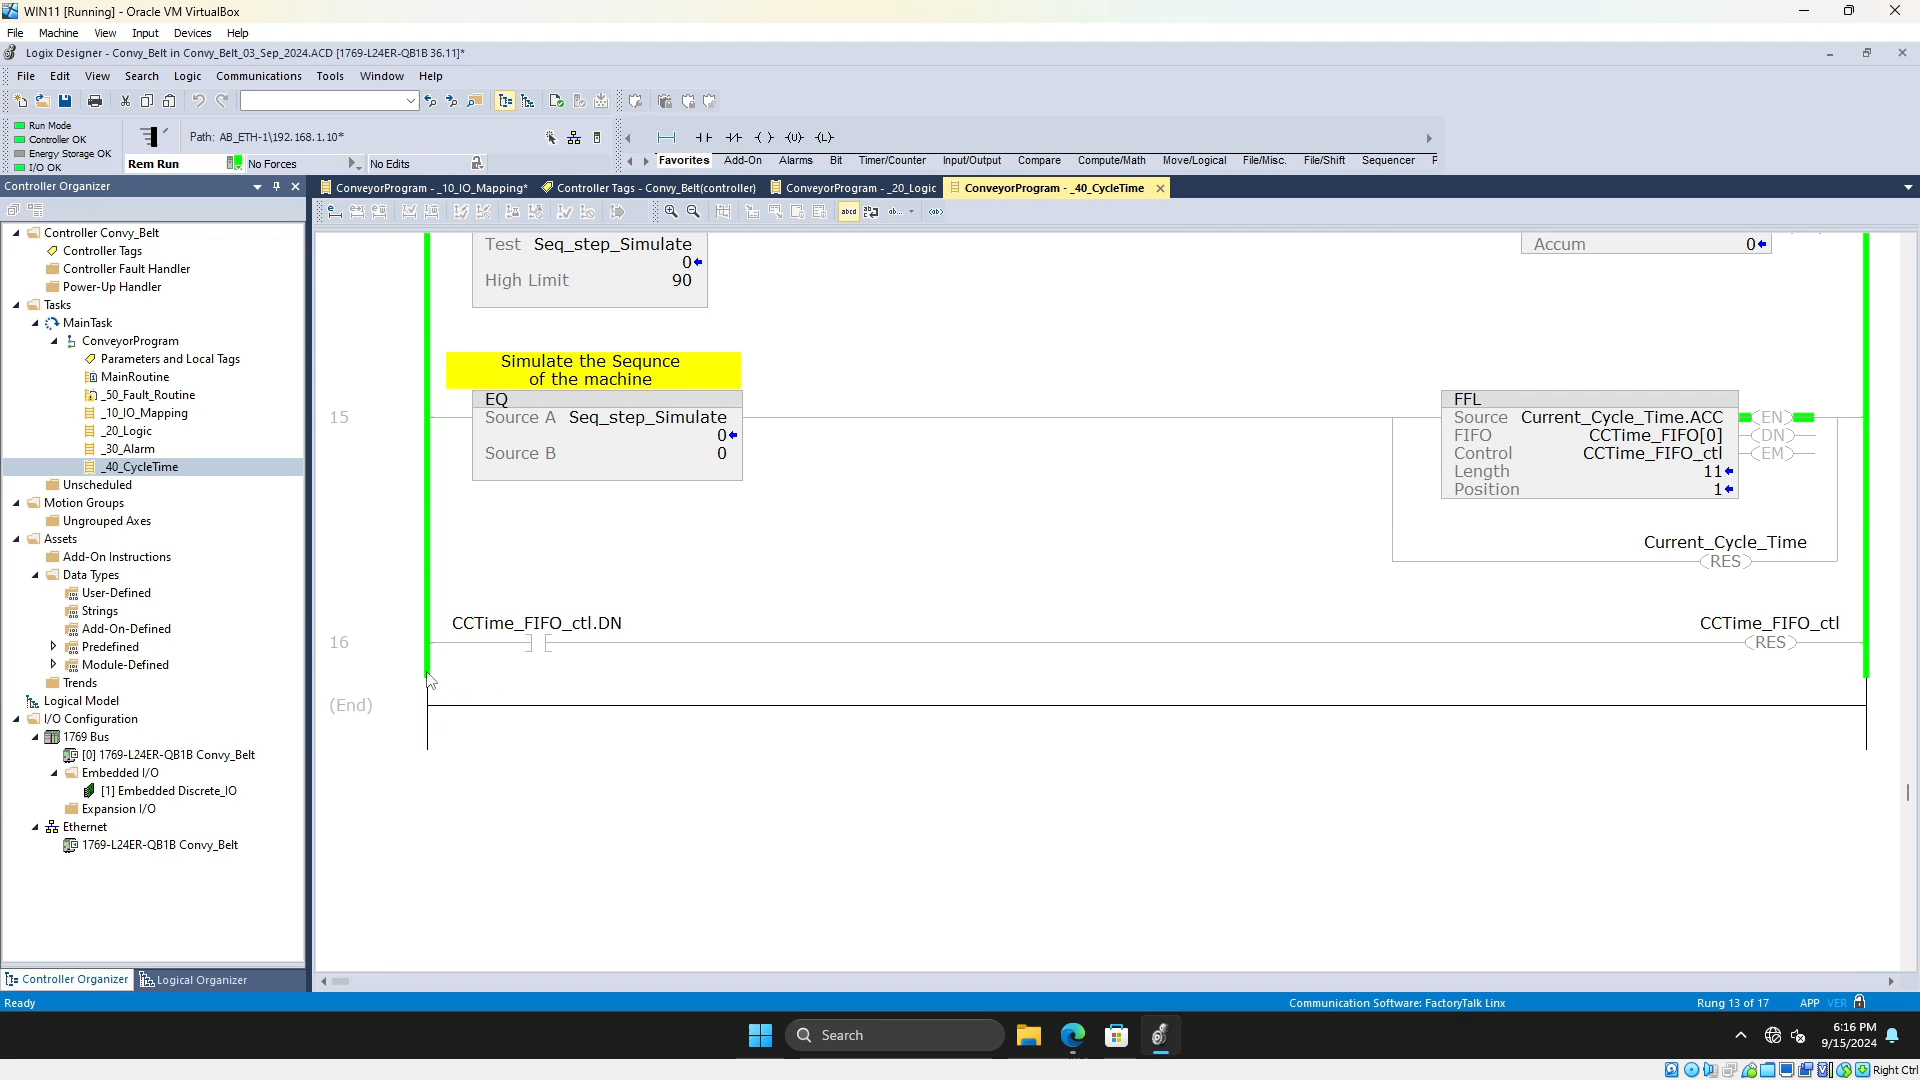 WIN11 [Running] - Oracle VM VirtualBox
File Machine View Input Devices Help
Logix Designer - Convy_Belt in Convy_Belt_03_Sep_2024.ACD [1769-L24ER-QB1B 36.11]*
File Edit View Search Logic Communications Tools Window Help
Run Mode
Controller OK
Energy Storage OK
I/O OK
Path: AB_ETH-1\192.168.1.10*
Rem Run No Forces No Edits
Favorites Add-On Alarms Bit Timer/Counter Input/Output Compare Compute/Math Move/Logical File/Misc. File/Shift Sequencer P
Controller Organizer
ConveyorProgram - _10_IO_Mapping* Controller Tags - Convy_Belt(controller) ConveyorProgram - _20_Logic ConveyorProgram - _40_CycleTime
Controller Convy_Belt
Controller Tags
Controller Fault Handler
Power-Up Handler
Tasks
MainTask
ConveyorProgram
Parameters and Local Tags
MainRoutine
_50_Fault_Routine
_10_IO_Mapping
_20_Logic
_30_Alarm
_40_CycleTime
Unscheduled
Motion Groups
Ungrouped Axes
Assets
Add-On Instructions
Data Types
User-Defined
Strings
Add-On-Defined
Predefined
Module-Defined
Trends
Logical Model
I/O Configuration
1769 Bus
[0] 1769-L24ER-QB1B Convy_Belt
Embedded I/O
[1] Embedded Discrete_IO
Expansion I/O
Ethernet
1769-L24ER-QB1B Convy_Belt
Controller Organizer Logical Organizer
abcd ab...
Test Seq_step_Simulate
0
High Limit 90
Accum 0
Simulate the Sequnce
of the machine
15
EQ
Source A Seq_step_Simulate
0
Source B 0
FFL
Source Current_Cycle_Time.ACC
FIFO CCTime_FIFO[0]
Control CCTime_FIFO_ctl
Length 11
Position 1
EN
DN
EM
Current_Cycle_Time
RES
16
CCTime_FIFO_ctl.DN
CCTime_FIFO_ctl
RES
(End)
Ready
Communication Software: FactoryTalk Linx
Rung 13 of 17 APP VER
Search
6:16 PM
9/15/2024
Right Ctrl